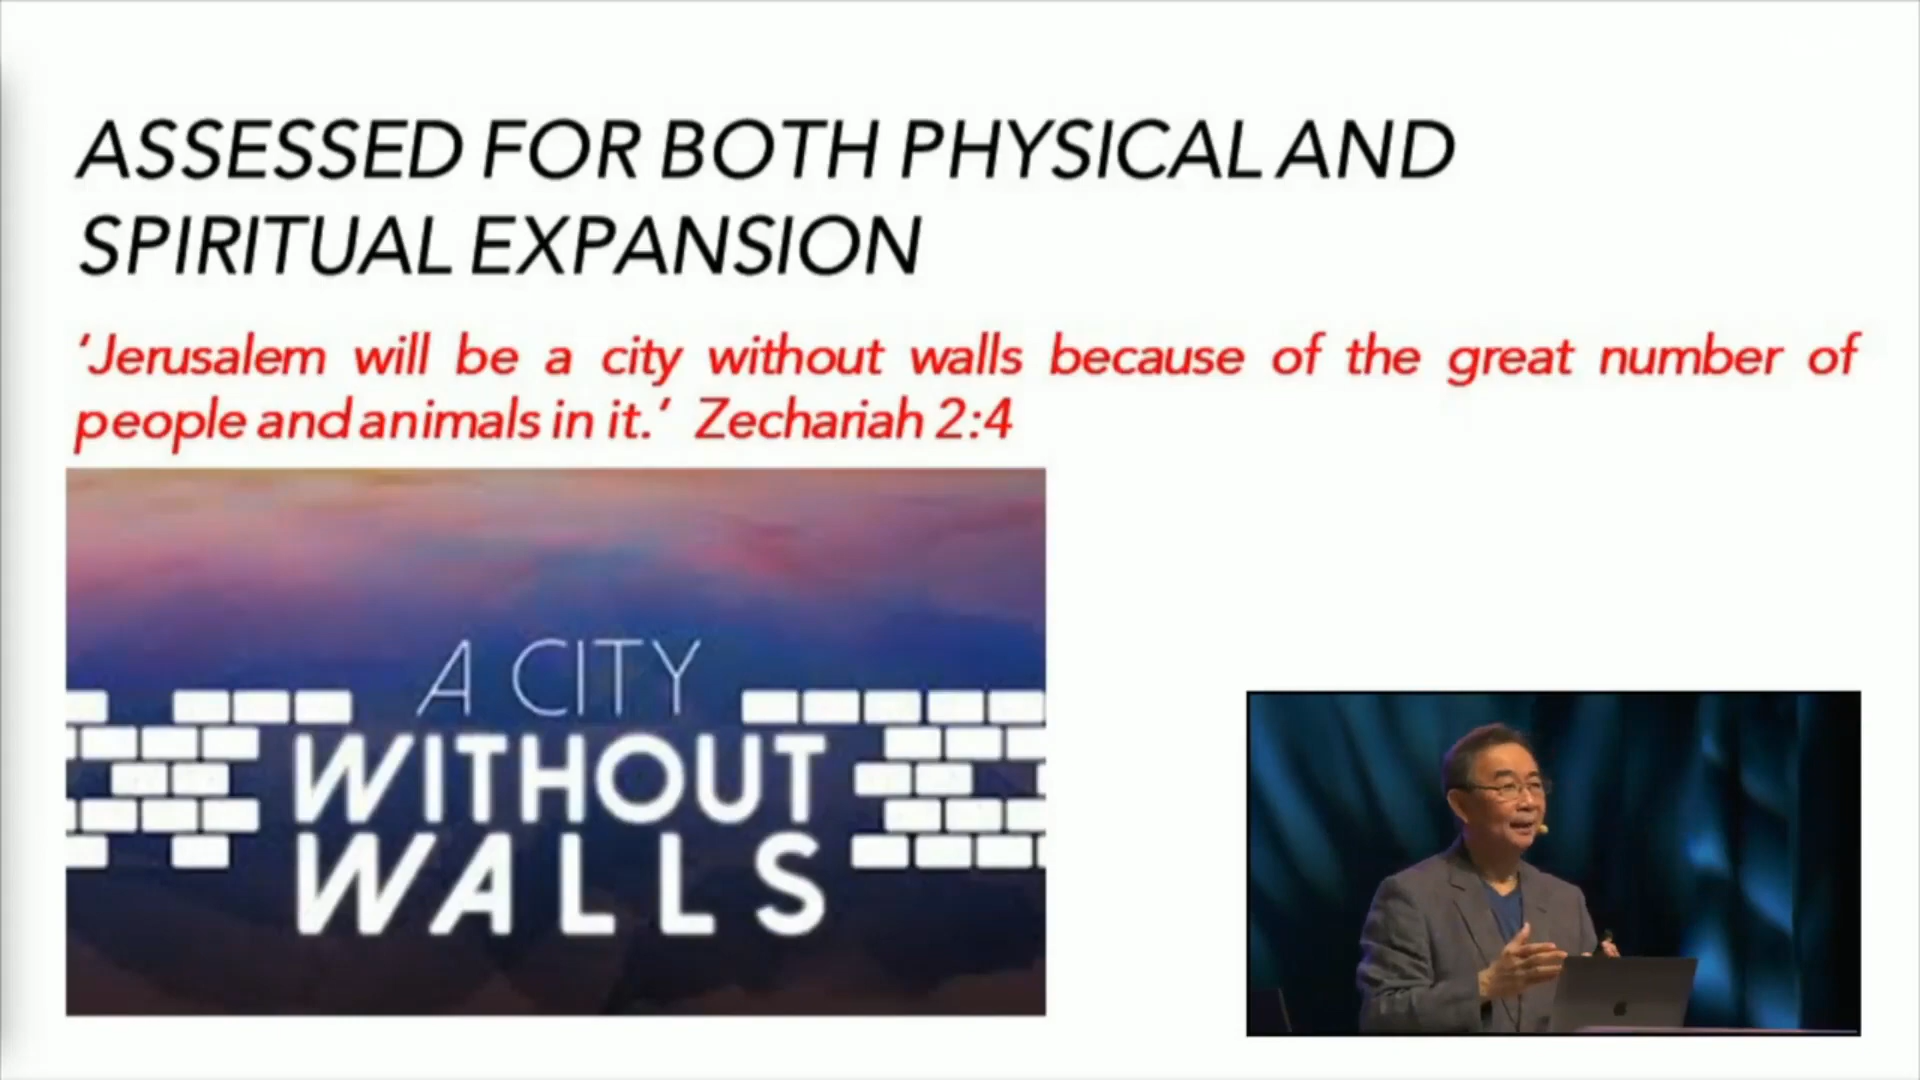 ASSESSED FOR BOTH PHYSICAL AND
SPIRITUAL EXPANSION
'Jerusalem will be a city without walls because of the great number of
people and animals in it.' Zechariah 2:4
A CITY
WITHOUT
WALLS